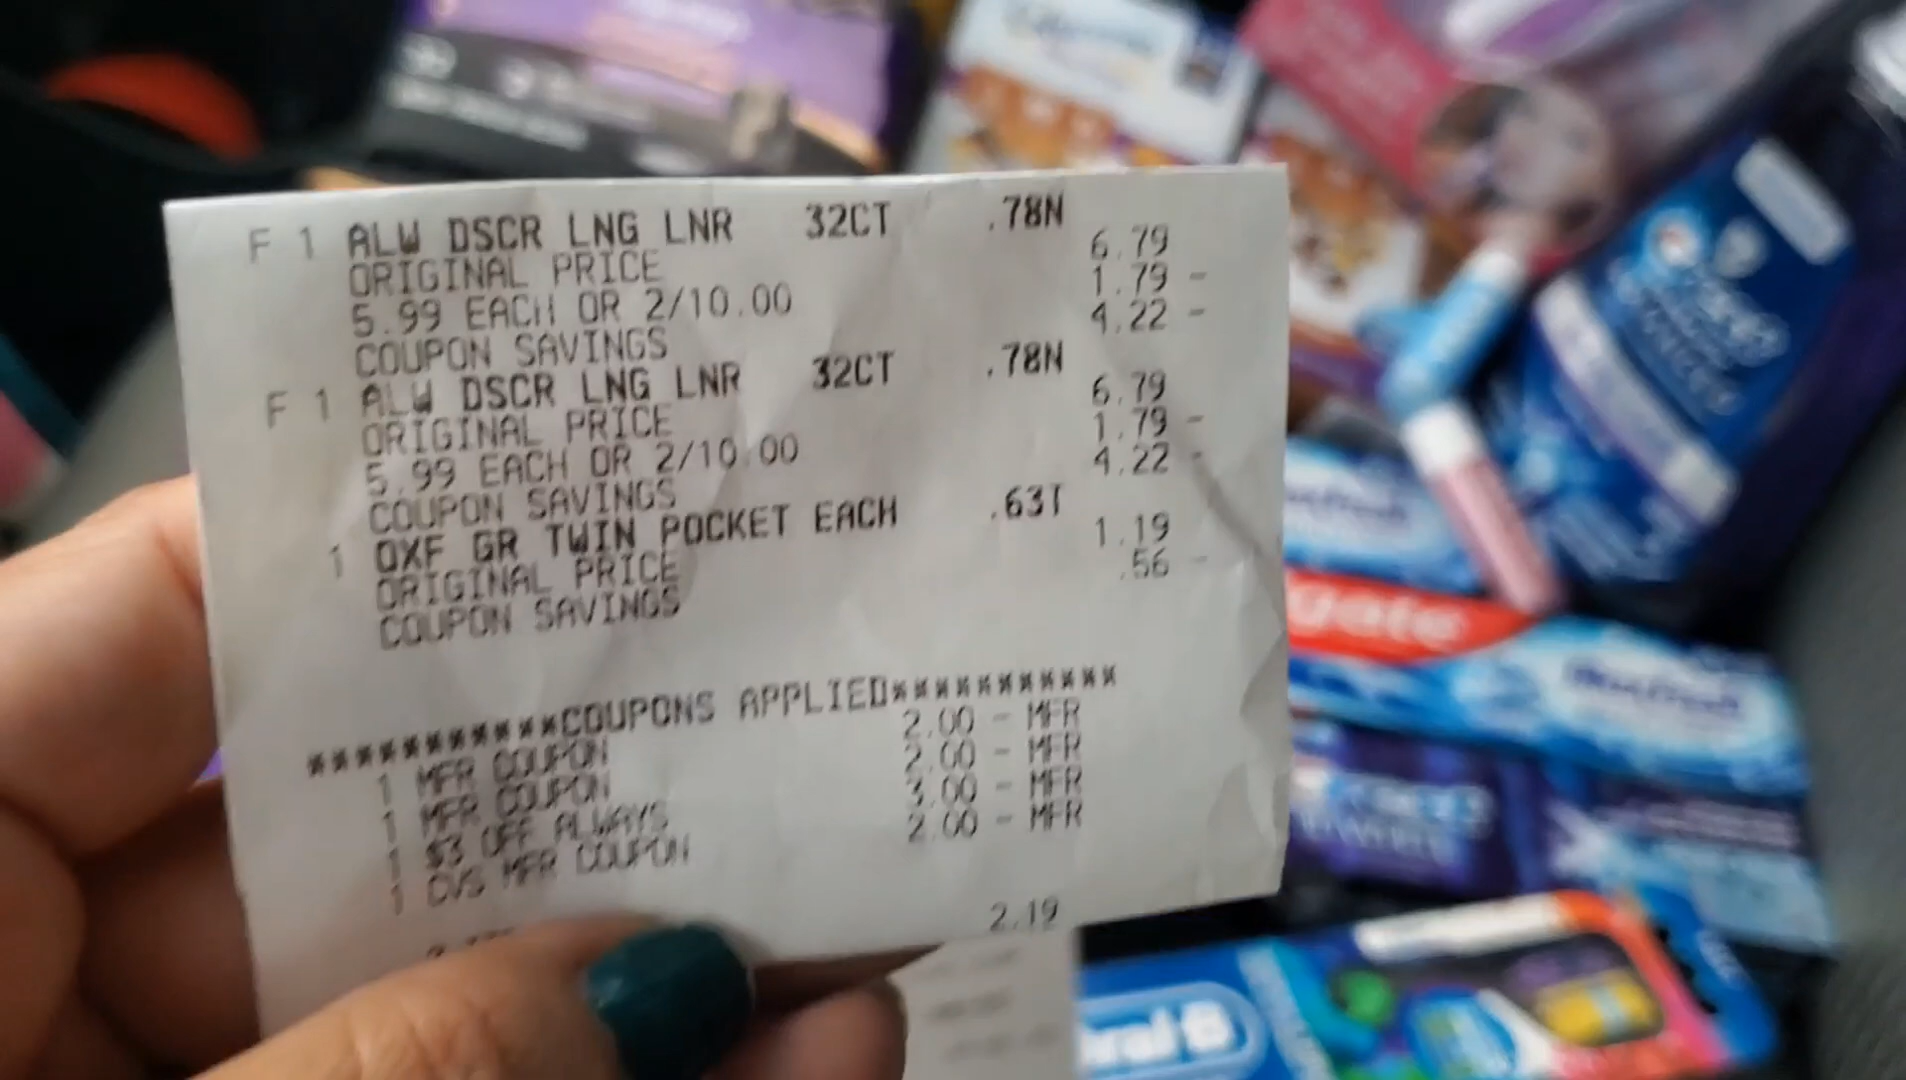 F 1 ALW DSCR LNG LNR 32CT .78N
ORIGINAL PRICE 6.79
5.99 EACH OR 2/10.00 1.79 -
COUPON SAVINGS 4.22 -
F 1 ALW DSCR LNG LNR 32CT .78N
ORIGINAL PRICE 6.79
5.99 EACH OR 2/10.00 1.79 -
COUPON SAVINGS 4.22 -
1 OXF GR TWIN POCKET EACH .63T
ORIGINAL PRICE 1.19
COUPON SAVINGS .56 -
***********COUPONS APPLIED***********
1 MFR COUPON 2.00 - MFR
1 MFR COUPON 2.00 - MFR
1 $3 OFF ALWAYS 3.00 - MFR
1 CVS MFR COUPON 2.00 - MFR
2.19
gate
Crest
Oral B